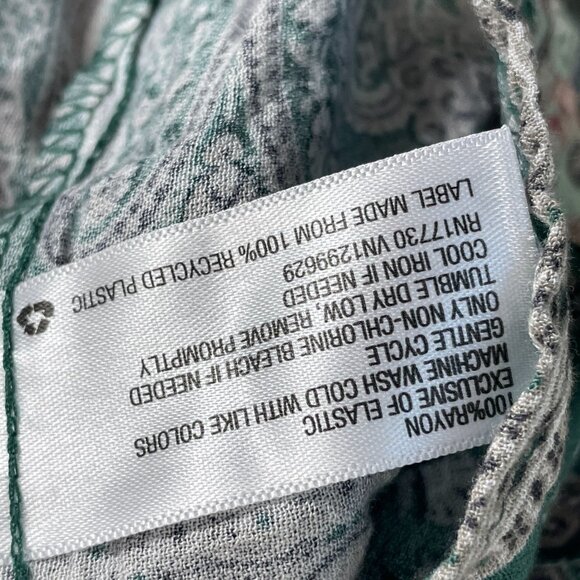 100%RAYON
EXCLUSIVE OF ELASTIC
MACHINE WASH COLD WITH LIKE COLORS
GENTLE CYCLE
ONLY NON-CHLORINE BLEACH IF NEEDED
TUMBLE DRY LOW, REMOVE PROMPTLY
COOL IRON IF NEEDED
RN17730 VN1299629
LABEL MADE FROM 100% RECYCLED PLASTIC